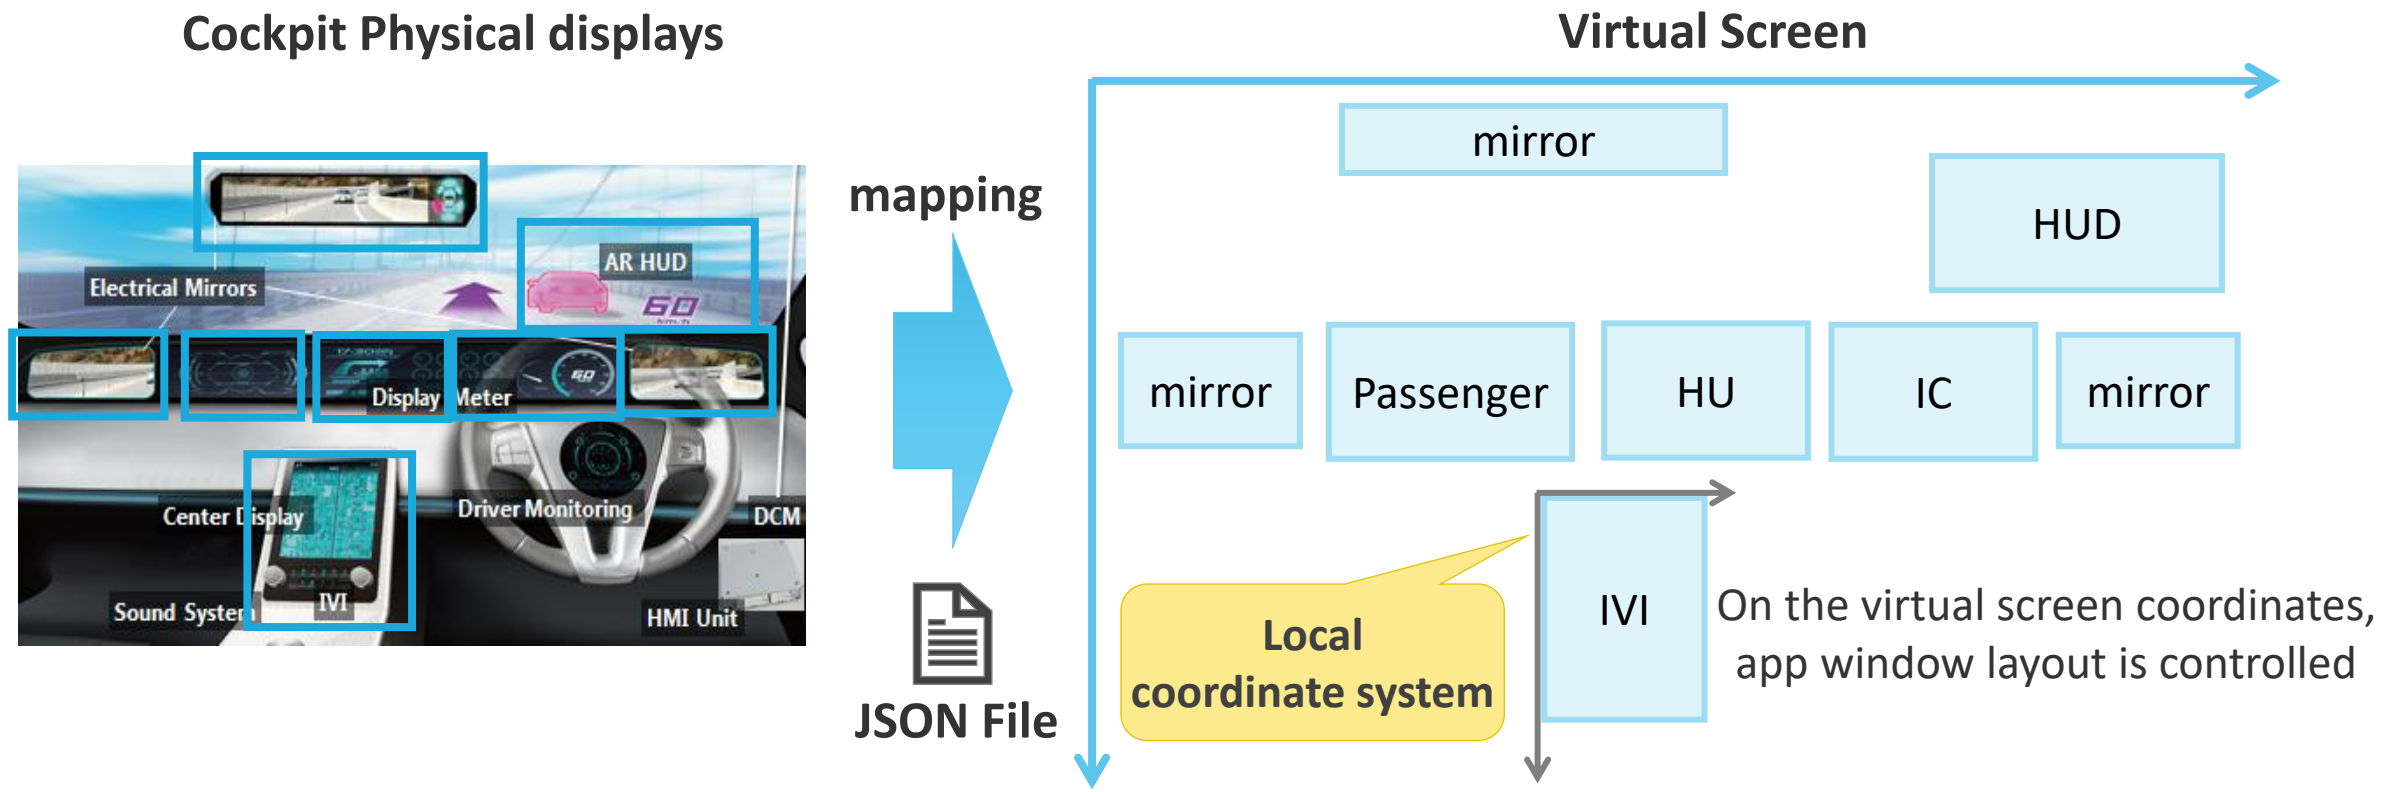 Cockpit Physical displays
Virtual Screen
mirror
HUD
mapping
AR HUD
60
km/h
Electrical Mirrors
60
Display Meter
mirror
Passenger
HU
IC
mirror
Center Display
Driver Monitoring
DCM
Sound System
IVI
HMI Unit
JSON File
Local
coordinate system
IVI
On the virtual screen coordinates,
app window layout is controlled